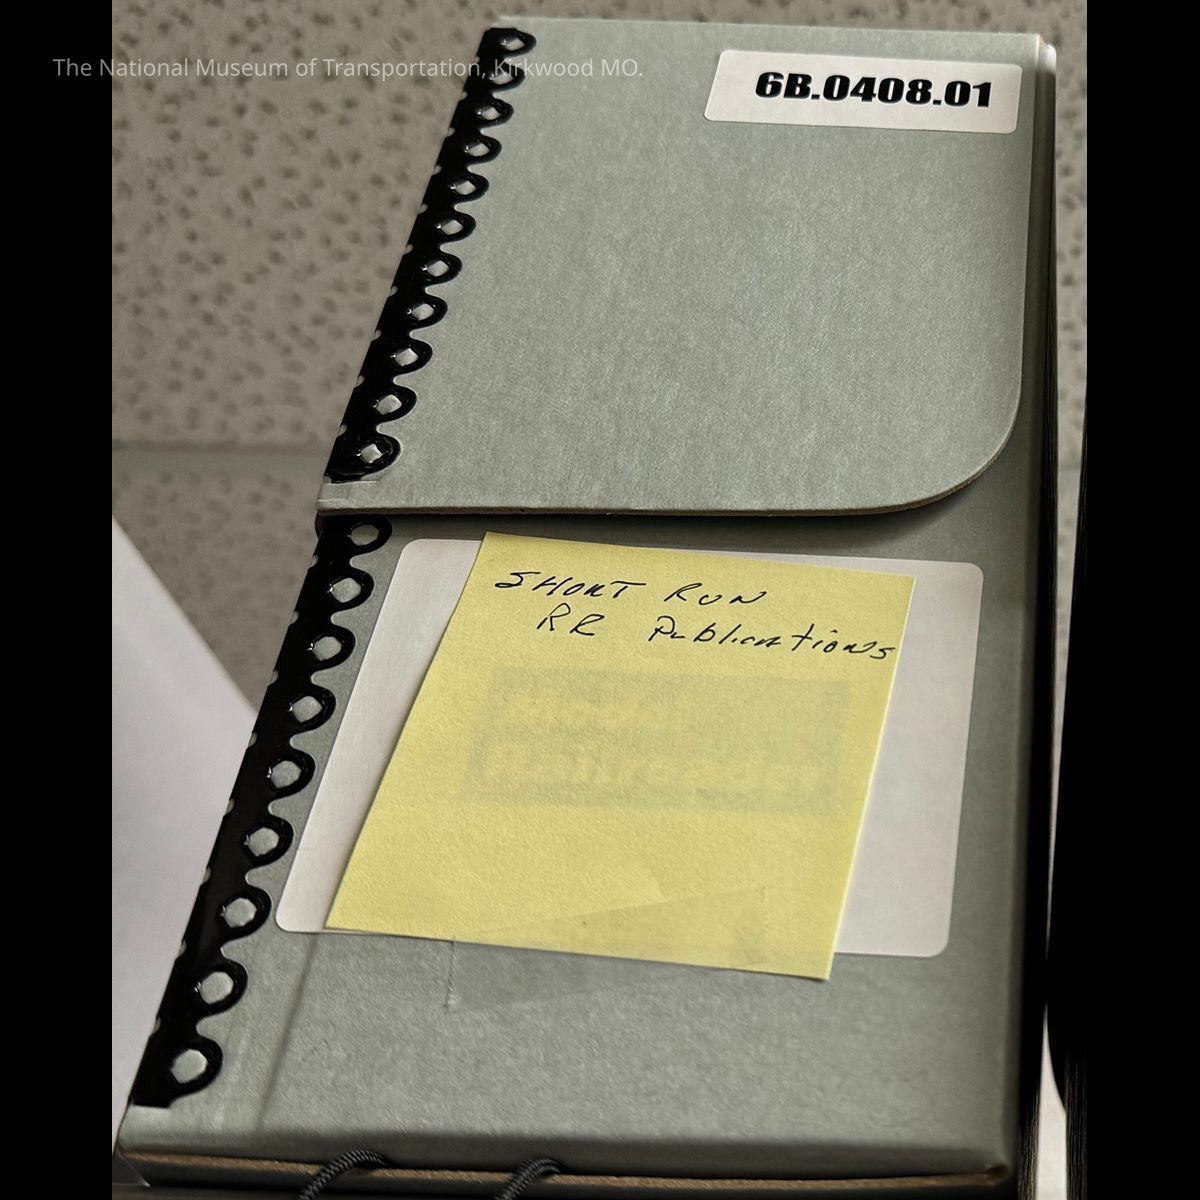 The National Museum of Transportation, Kirkwood MO.
6B.0408.01
SHORT RUN
RR Publications